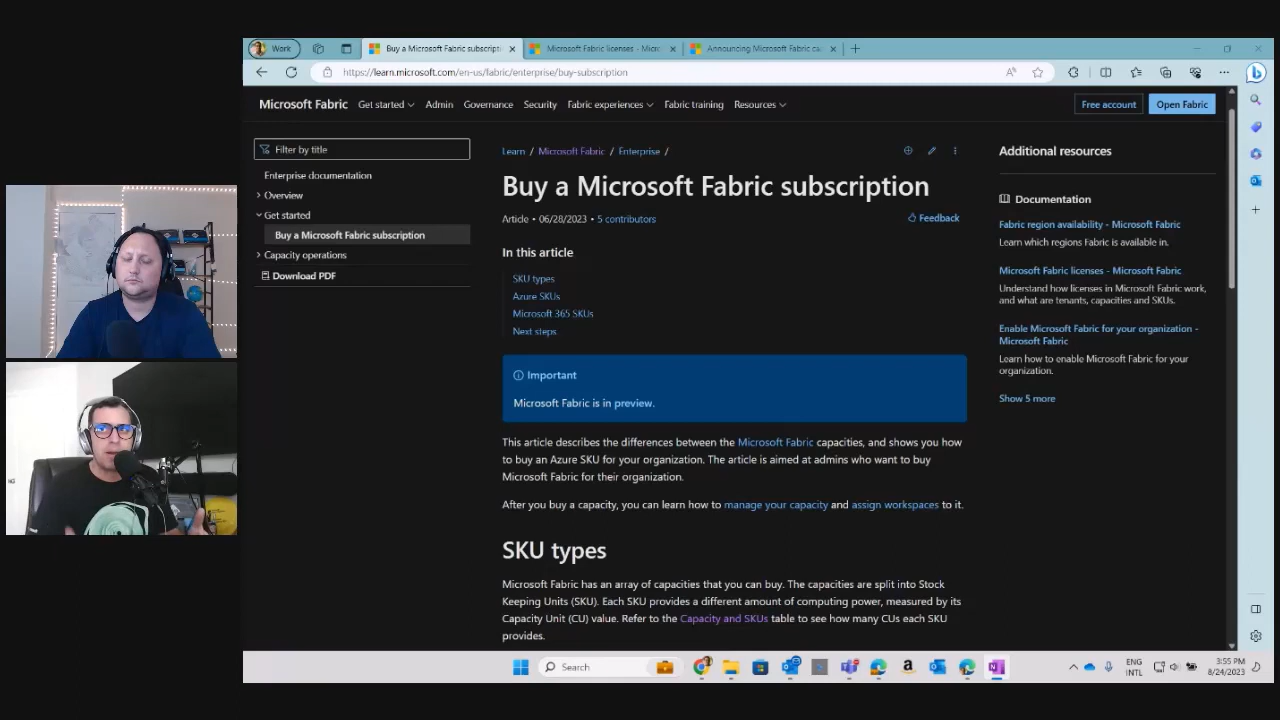 Work
Buy a Microsoft Fabric subscripti
Microsoft Fabric licenses - Micro
Announcing Microsoft Fabric ca
https://learn.microsoft.com/en-us/fabric/enterprise/buy-subscription
Microsoft Fabric
Get started
Admin
Governance
Security
Fabric experiences
Fabric training
Resources
Free account
Open Fabric
Filter by title
Enterprise documentation
Overview
Get started
Buy a Microsoft Fabric subscription
Capacity operations
Download PDF
Learn / Microsoft Fabric / Enterprise /
Buy a Microsoft Fabric subscription
Article • 06/28/2023 • 5 contributors
Feedback
In this article
SKU types
Azure SKUs
Microsoft 365 SKUs
Next steps
Important
Microsoft Fabric is in preview.
This article describes the differences between the Microsoft Fabric capacities, and shows you how
to buy an Azure SKU for your organization. The article is aimed at admins who want to buy
Microsoft Fabric for their organization.
After you buy a capacity, you can learn how to manage your capacity and assign workspaces to it.
SKU types
Microsoft Fabric has an array of capacities that you can buy. The capacities are split into Stock
Keeping Units (SKU). Each SKU provides a different amount of computing power, measured by its
Capacity Unit (CU) value. Refer to the Capacity and SKUs table to see how many CUs each SKU
provides.
Additional resources
Documentation
Fabric region availability - Microsoft Fabric
Learn which regions Fabric is available in.
Microsoft Fabric licenses - Microsoft Fabric
Understand how licenses in Microsoft Fabric work,
and what are tenants, capacities and SKUs.
Enable Microsoft Fabric for your organization -
Microsoft Fabric
Learn how to enable Microsoft Fabric for your
organization.
Show 5 more
Search
ENG
INTL
3:55 PM
8/24/2023